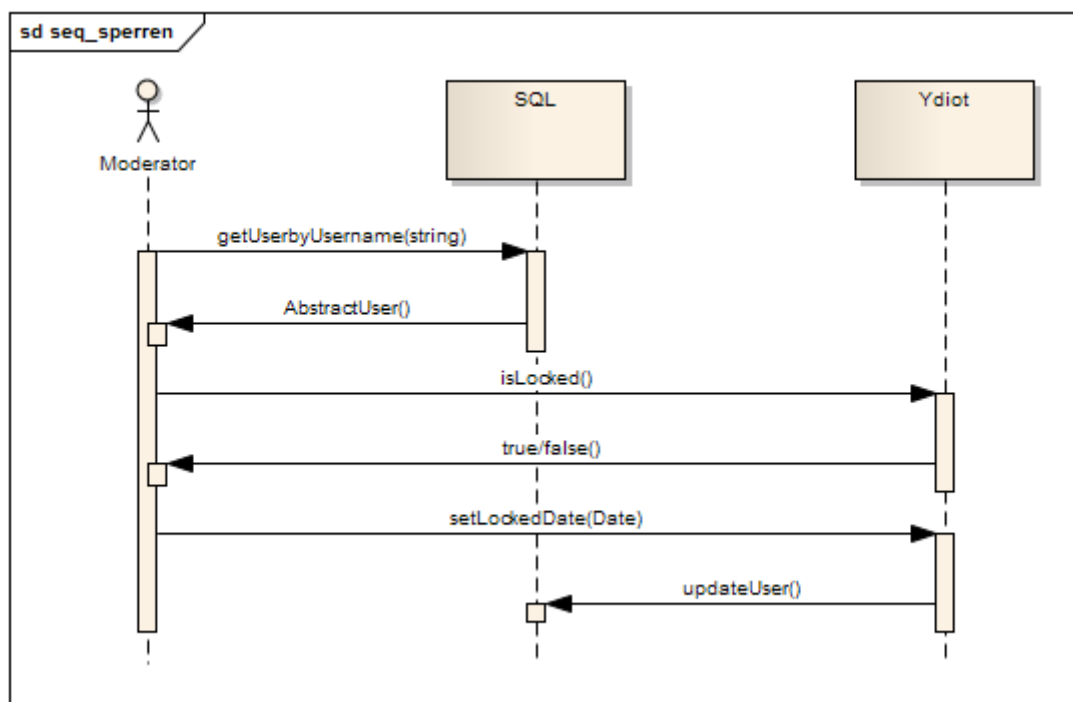 sd seq_sperren
Moderator
SQL
Ydiot
getUserbyUsername(string)
AbstractUser()
isLocked()
true/false()
setLockedDate(Date)
updateUser()